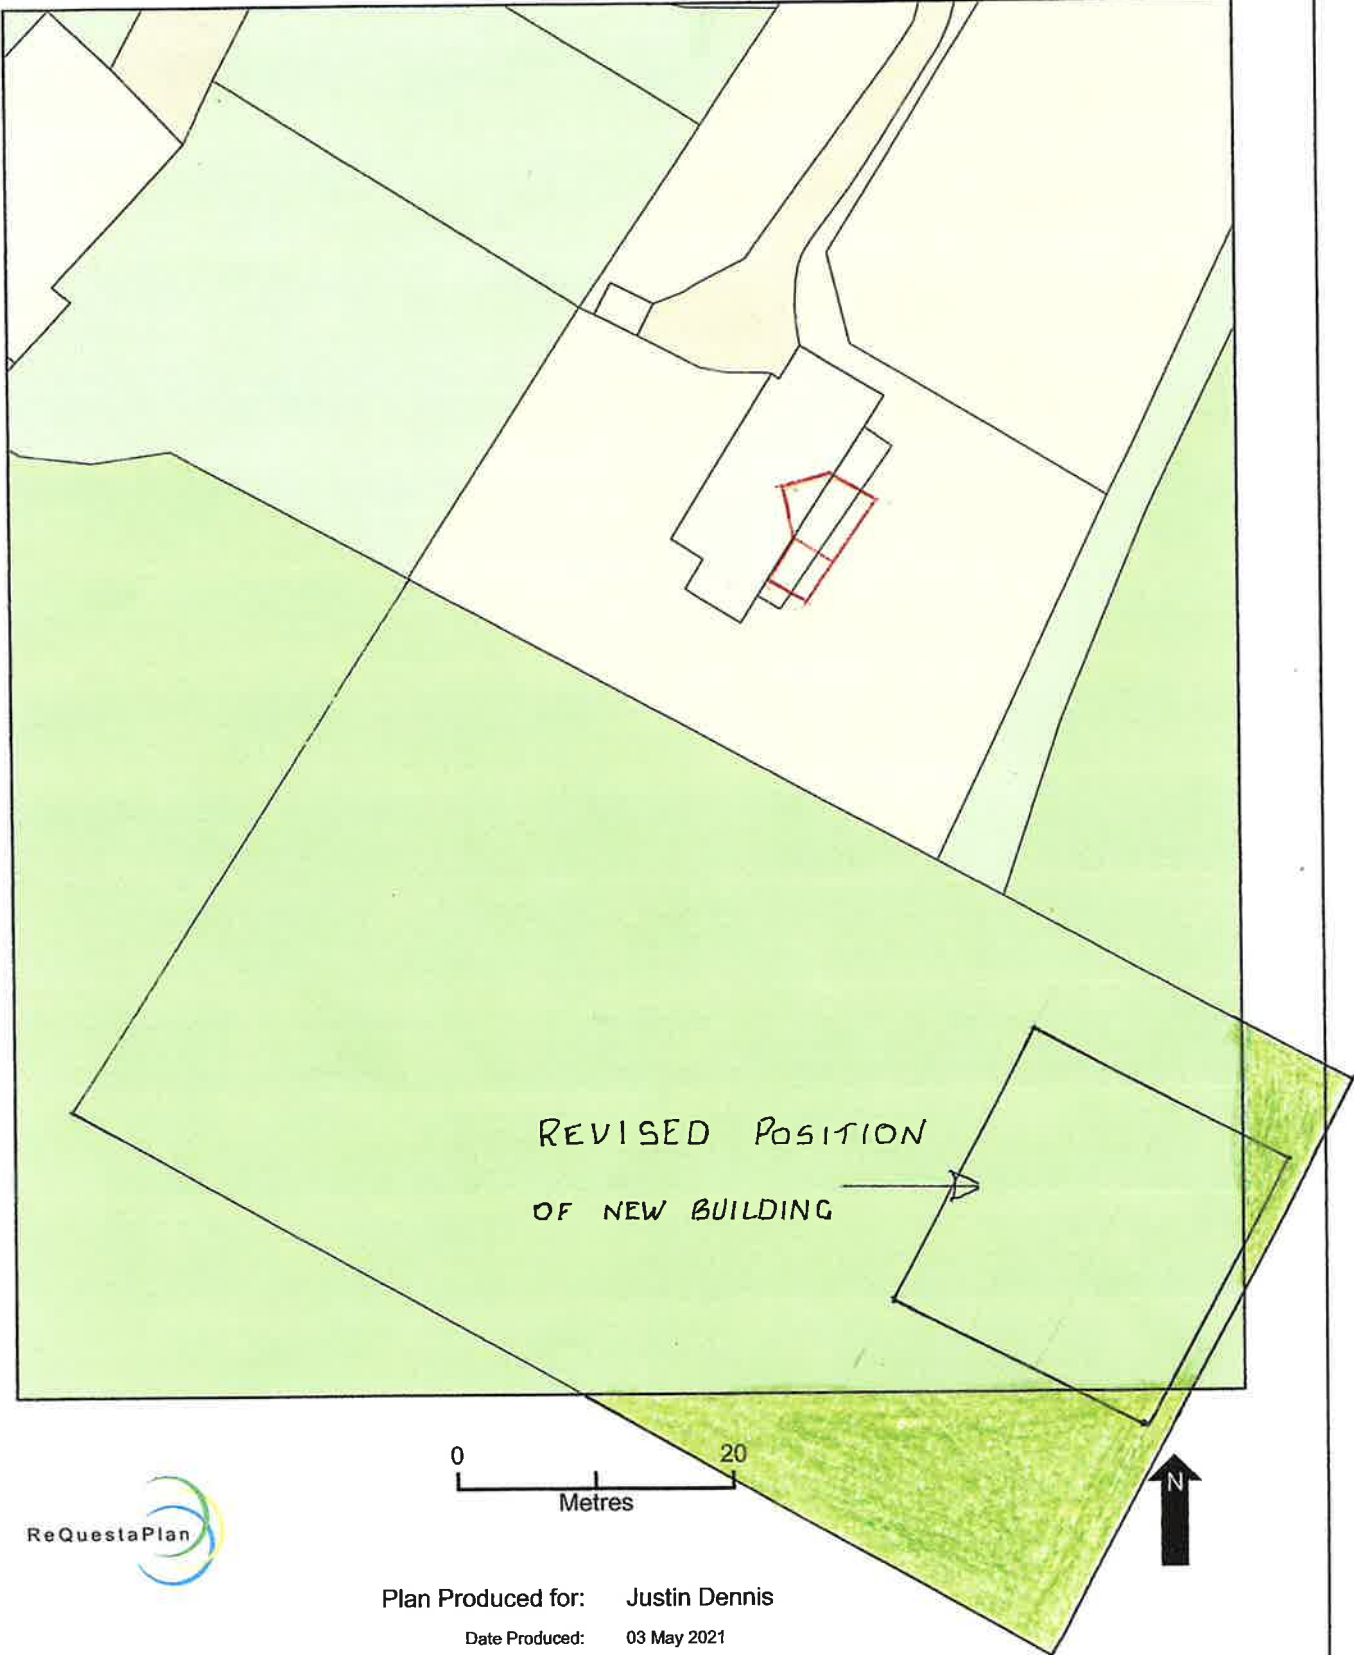 REVISED POSITION
OF NEW BUILDING
0 20
Metres
N
ReQuestaPlan
Plan Produced for: Justin Dennis
Date Produced: 03 May 2021